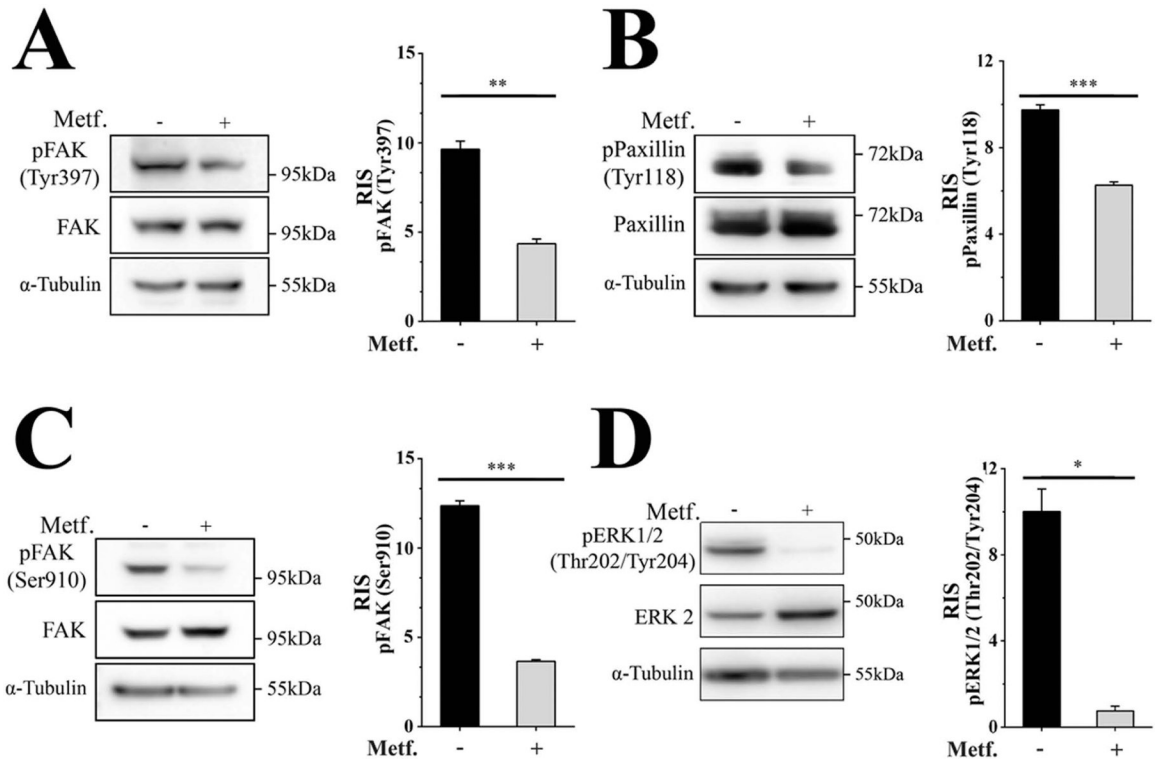 A
Metf. - +
pFAK
(Tyr397)
95kDa
FAK
95kDa
α-Tubulin
55kDa
15
10
5
0
RIS
pFAK (Tyr397)
**
Metf. - +
B
Metf. - +
pPaxillin
(Tyr118)
72kDa
Paxillin
72kDa
α-Tubulin
55kDa
12
8
4
0
RIS
pPaxillin (Tyr118)
***
Metf. - +
C
Metf. - +
pFAK
(Ser910)
95kDa
FAK
95kDa
α-Tubulin
55kDa
15
10
5
0
RIS
pFAK (Ser910)
***
Metf. - +
D
Metf. - +
pERK1/2
(Thr202/Tyr204)
50kDa
ERK 2
50kDa
α-Tubulin
55kDa
12
8
4
0
RIS
pERK1/2 (Thr202/Tyr204)
*
Metf. - +